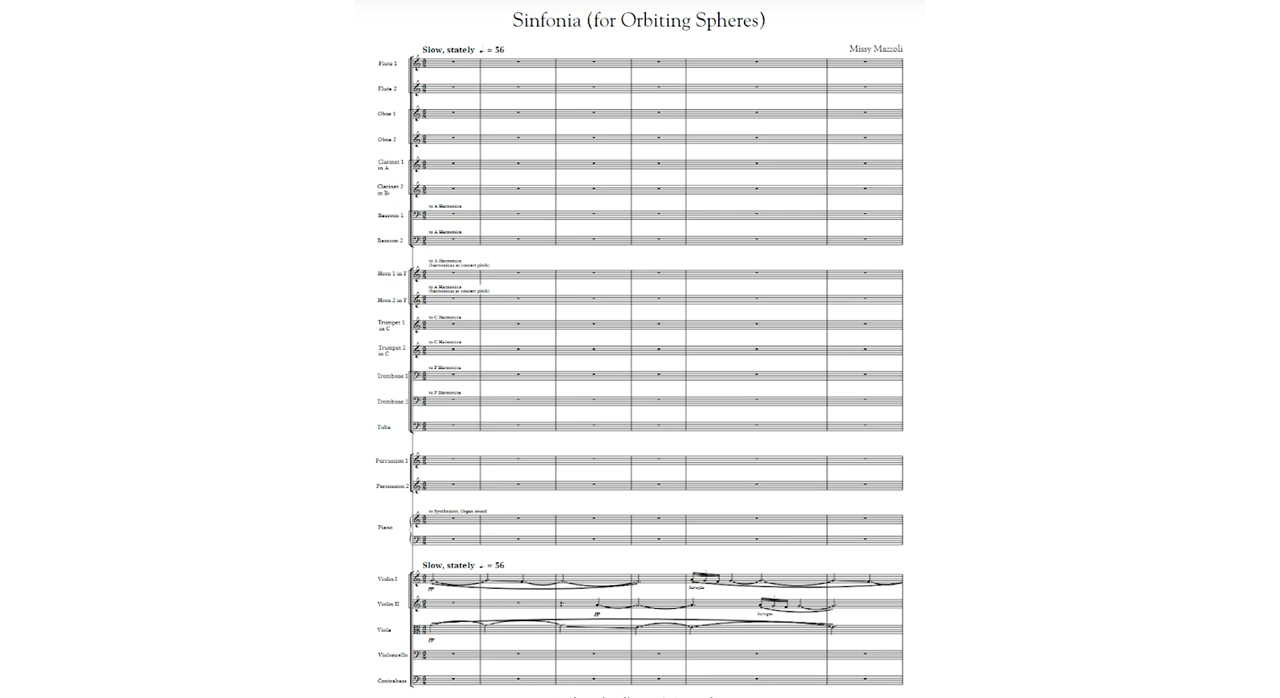 Sinfonia (for Orbiting Spheres)
Missy Mazzoli
Slow, stately ♩. = 56
Flute 1
Flute 2
Oboe 1
Oboe 2
Clarinet 1
in A
Clarinet 2
in B♭
to A Harmonica
Bassoon 1
to A Harmonica
Bassoon 2
to A Harmonica
(harmonicas at concert pitch)
Horn 1 in F
to A Harmonica
(harmonicas at concert pitch)
Horn 2 in F
to C Harmonica
Trumpet 1
in C
to C Harmonica
Trumpet 2
in C
to F Harmonica
Trombone 1
to F Harmonica
Trombone 2
Tuba
Percussion 1
Percussion 2
to Synthesizer, Organ sound
Piano
Slow, stately ♩. = 56
Violin I
pp
Baroque
Violin II
pp
Baroque
Viola
pp
Violoncello
Contrabass